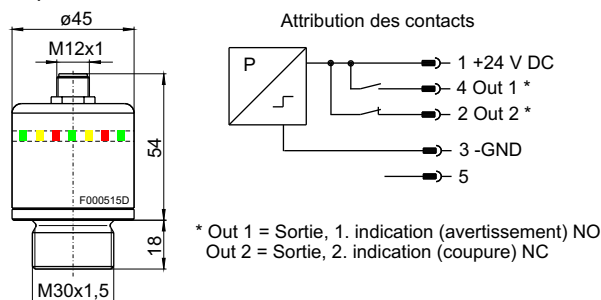 ø45
Attribution des contacts
M12x1
P
1 +24 V DC
4 Out 1 *
2 Out 2 *
3 -GND
5
54
F000515D
18
* Out 1 = Sortie, 1. indication (avertissement) NO
Out 2 = Sortie, 2. indication (coupure) NC
M30x1,5